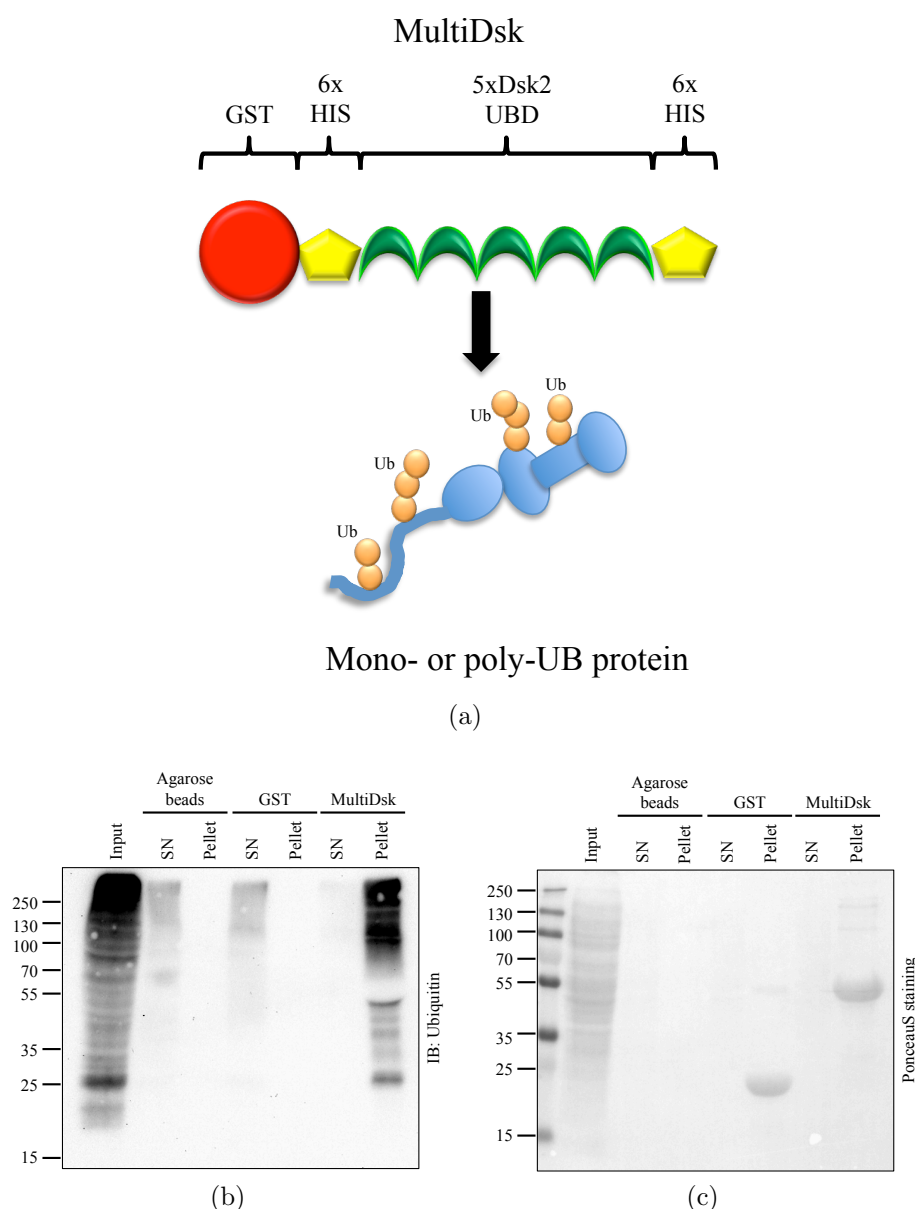 MultiDsk
GST
6x
HIS
5xDsk2
UBD
6x
HIS
Ub
Ub
Ub
Ub
Mono- or poly-UB protein
(a)
Agarose
beads
GST
MultiDsk
Input
SN
Pellet
SN
Pellet
SN
Pellet
250
130
100
70
55
35
25
15
IB: Ubiquitin
(b)
Agarose
beads
GST
MultiDsk
Input
SN
Pellet
SN
Pellet
SN
Pellet
250
130
100
70
55
35
25
15
PonceauS staining
(c)